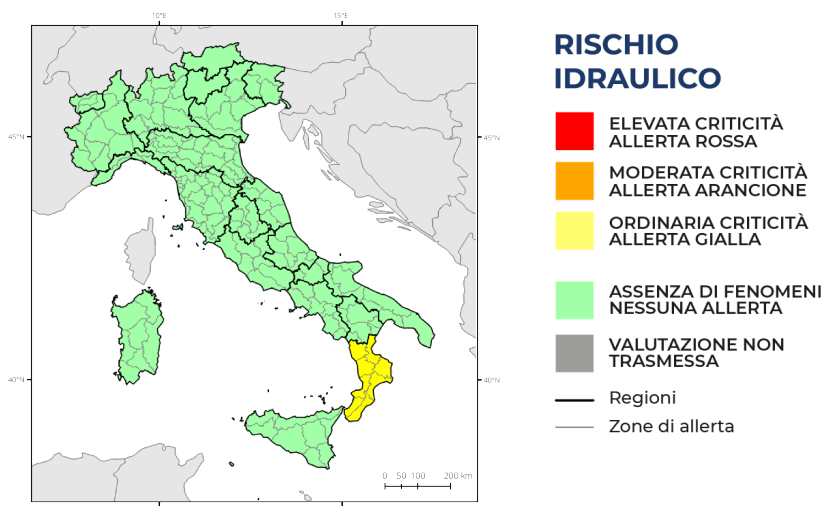 10°E
15°E
45°N
45°N
40°N
40°N
0 50 100 200 km
RISCHIO
IDRAULICO
ELEVATA CRITICITÀ
ALLERTA ROSSA
MODERATA CRITICITÀ
ALLERTA ARANCIONE
ORDINARIA CRITICITÀ
ALLERTA GIALLA
ASSENZA DI FENOMENI
NESSUNA ALLERTA
VALUTAZIONE NON
TRASMESSA
Regioni
Zone di allerta